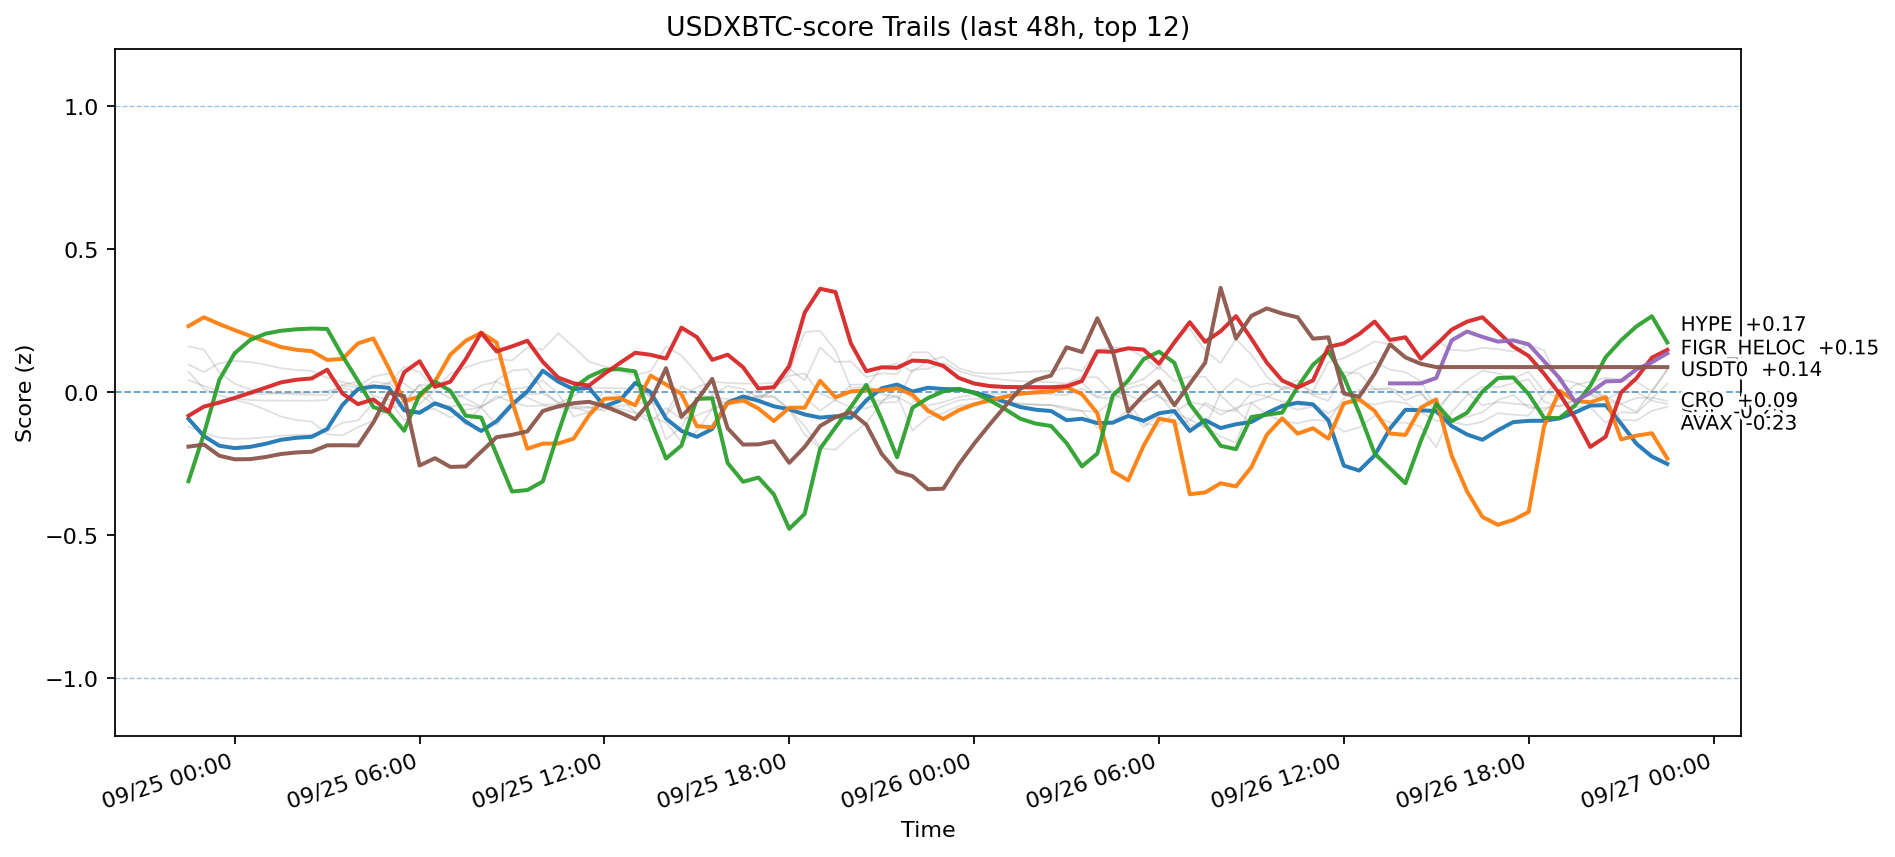 USDXBTC-score Trails (last 48h, top 12)
Score (z)
1.0
0.5
0.0
−0.5
−1.0
HYPE +0.17
FIGR_HELOC +0.15
USDT0 +0.14
CRO +0.09
AVAX -0.23
09/25 00:00
09/25 06:00
09/25 12:00
09/25 18:00
09/26 00:00
09/26 06:00
09/26 12:00
09/26 18:00
09/27 00:00
Time